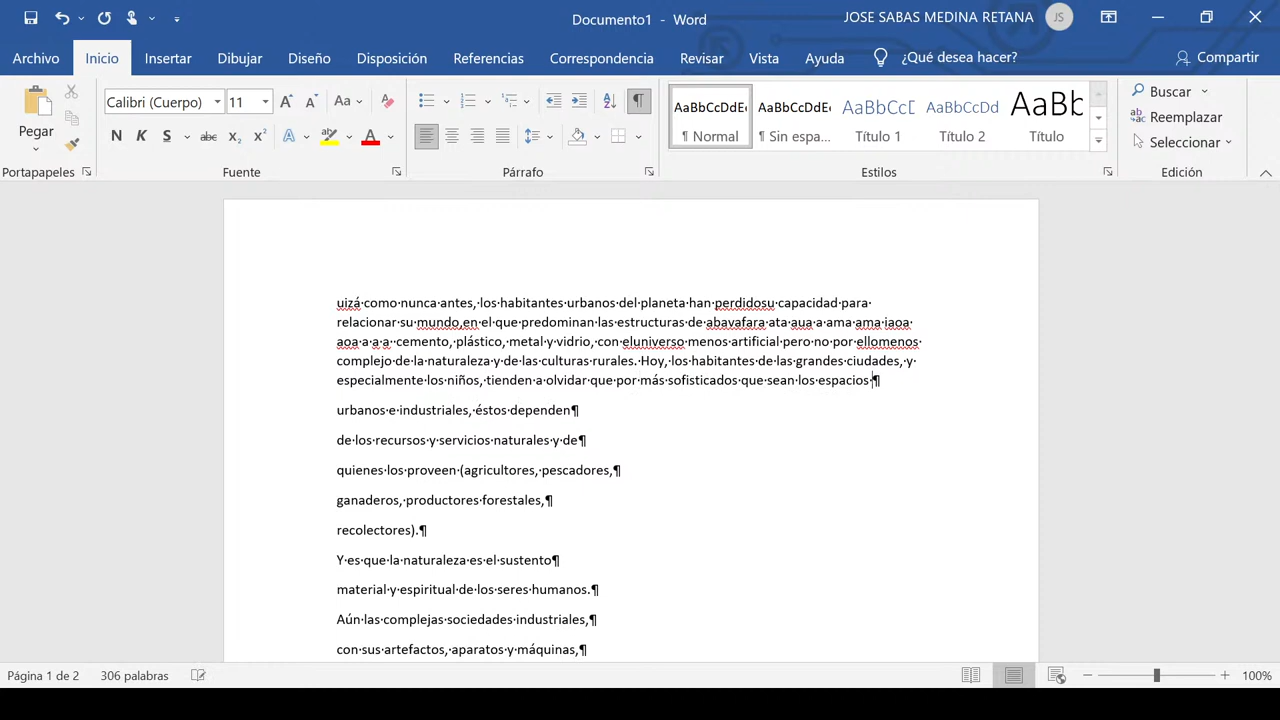 Documento1 - Word
JOSE SABAS MEDINA RETANA JS
Archivo Inicio Insertar Dibujar Diseño Disposición Referencias Correspondencia Revisar Vista Ayuda ¿Qué desea hacer? Compartir
Calibri (Cuerpo) 11 Aa AaBbCcDdEe AaBbCcDdEe AaBbCcD AaBbCcDd AaBb Buscar
Pegar ¶ Normal ¶ Sin espa... Título 1 Título 2 Título Reemplazar
N K S abc x₂ x² A A Seleccionar
Portapapeles Fuente Párrafo Estilos Edición
uizá como nunca antes, los habitantes urbanos del planeta han perdidosu capacidad para
relacionar su mundo,en el que predominan las estructuras de abavafara ata aua a ama ama iaoa
aoa a a a cemento, plástico, metal y vidrio, con eluniverso menos artificial pero no por ellomenos
complejo de la naturaleza y de las culturas rurales. Hoy, los habitantes de las grandes ciudades, y
especialmente los niños, tienden a olvidar que por más sofisticados que sean los espacios ¶
urbanos e industriales, éstos dependen¶
de los recursos y servicios naturales y de¶
quienes los proveen (agricultores, pescadores,¶
ganaderos, productores forestales,¶
recolectores).¶
Y es que la naturaleza es el sustento¶
material y espiritual de los seres humanos.¶
Aún las complejas sociedades industriales,¶
con sus artefactos, aparatos y máquinas,¶
Página 1 de 2 306 palabras 100%